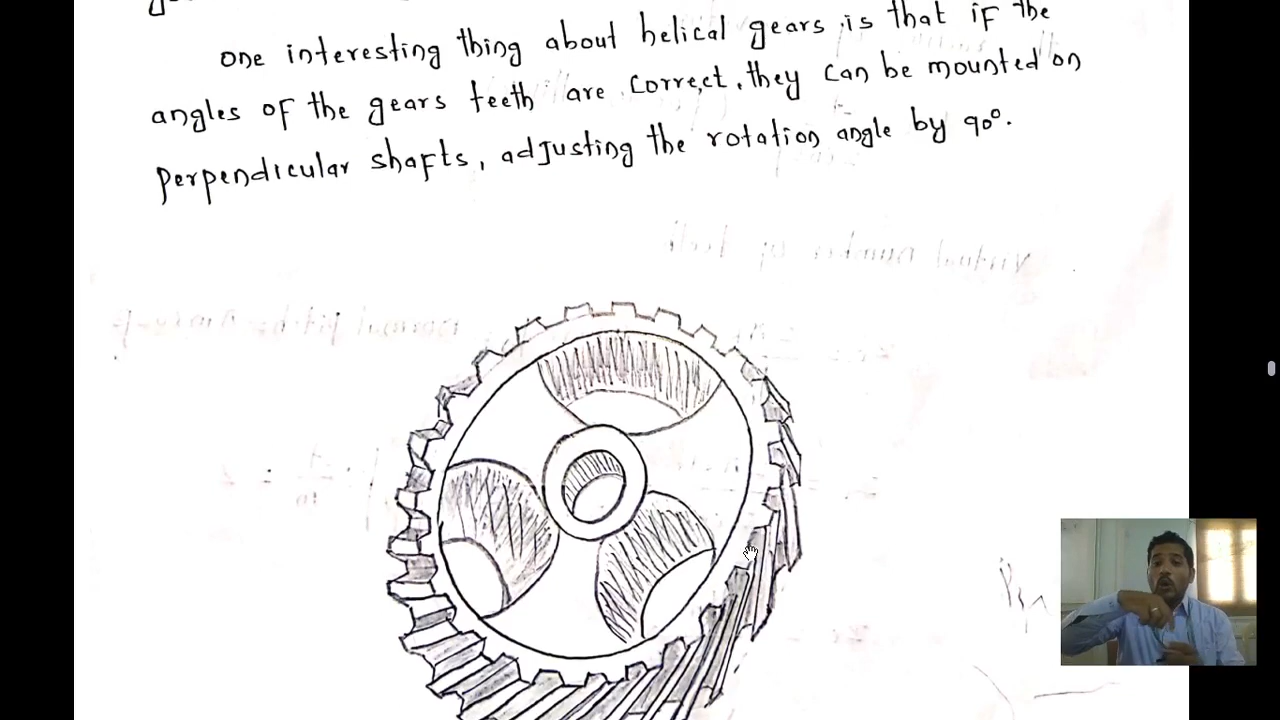 one interesting thing about helical gears is that if the
angles of the gears teeth are correct, they can be mounted on
perpendicular shafts, adjusting the rotation angle by 90°.